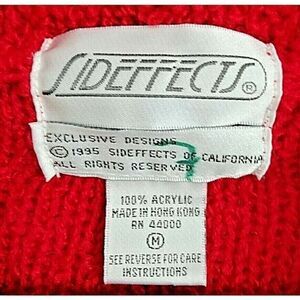 SIDEFFECTS®
EXCLUSIVE DESIGNS
© 1995 SIDEFFECTS OF CALIFORNIA
ALL RIGHTS RESERVED
100% ACRYLIC
MADE IN HONG KONG
RN 44000
M
SEE REVERSE FOR CARE
INSTRUCTIONS